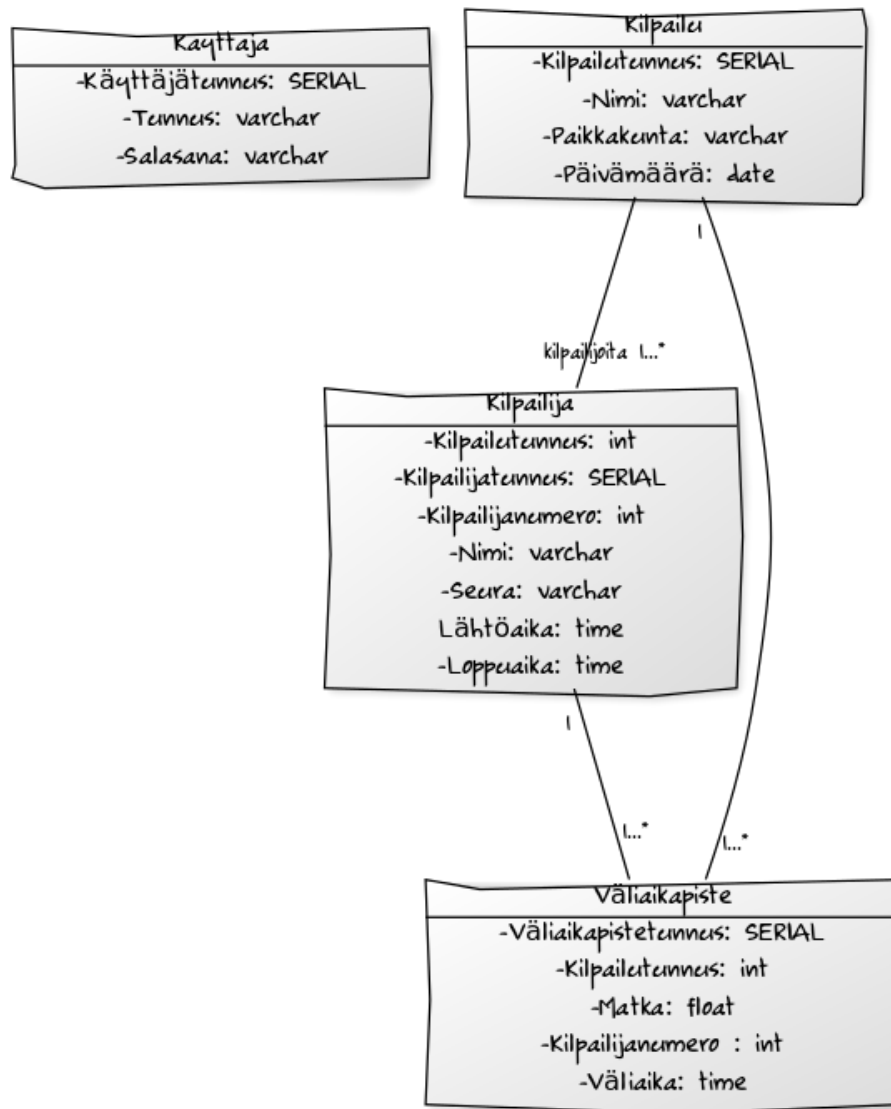 Kayttaja
-Käyttäjätunnus: SERIAL
-Tunnus: varchar
-Salasana: varchar
Kilpailu
-Kilpailutunnus: SERIAL
-Nimi: varchar
-Paikkakunta: varchar
-Päivämäärä: date
1
kilpailijoita 1...*
Kilpailija
-Kilpailutunnus: int
-Kilpailijatunnus: SERIAL
-Kilpailijanumero: int
-Nimi: varchar
-Seura: varchar
Lähtöaika: time
-Loppuaika: time
1
1...*
1...*
Väliaikapiste
-Väliaikapistetunnus: SERIAL
-Kilpailutunnus: int
-Matka: float
-Kilpailijanumero : int
-Väliaika: time